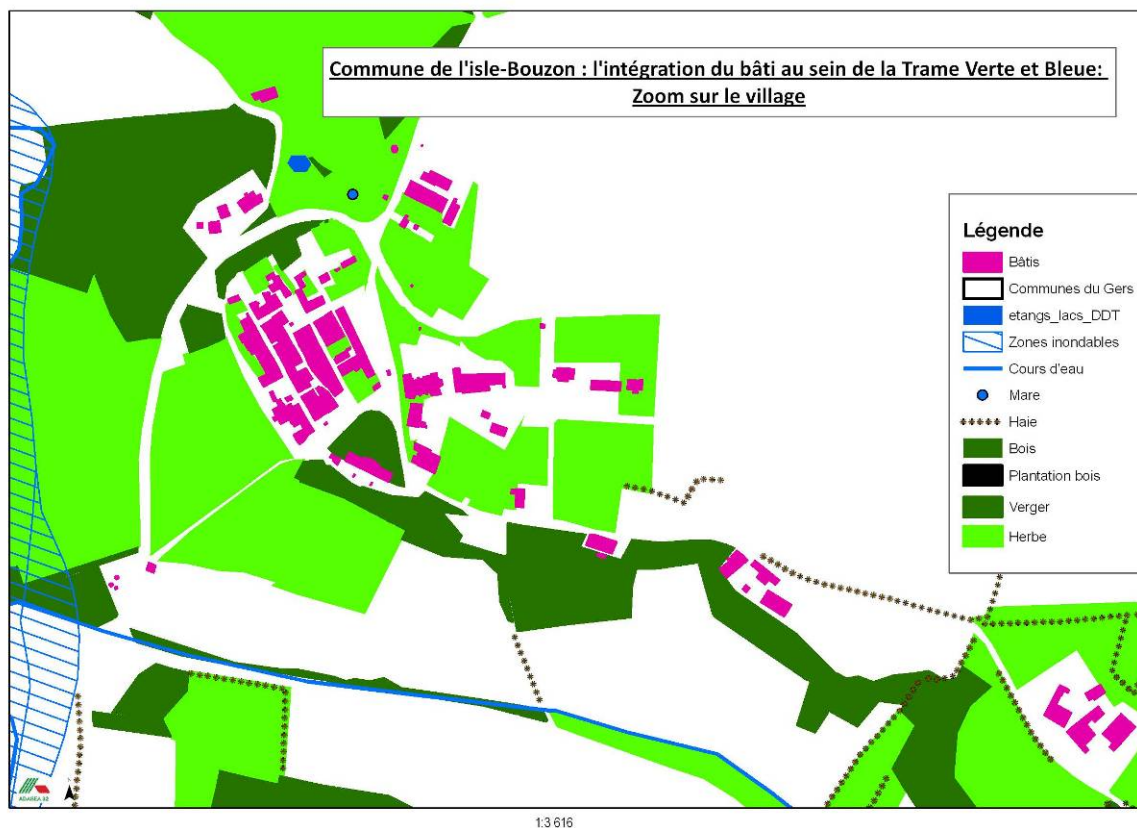 Commune de l'isle-Bouzon : l'intégration du bâti au sein de la Trame Verte et Bleue:
Zoom sur le village
Légende
Bâtis
Communes du Gers
etangs_lacs_DDT
Zones inondables
Cours d'eau
Mare
Haie
Bois
Plantation bois
Verger
Herbe
ADASEA 32
1:3 616